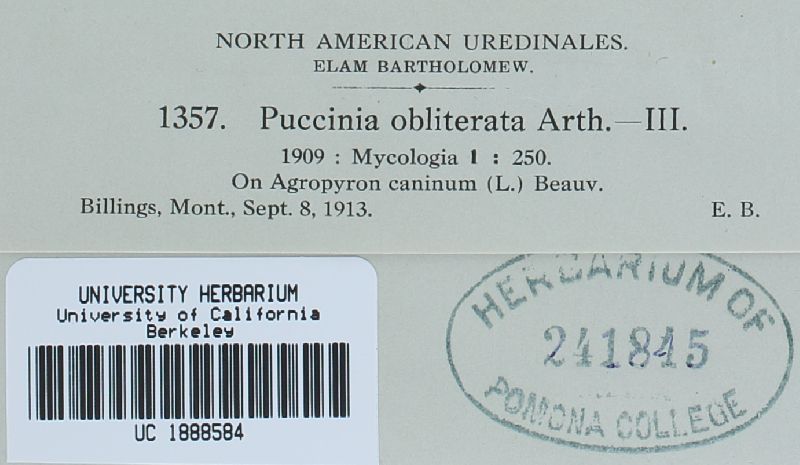 NORTH AMERICAN UREDINALES.
ELAM BARTHOLOMEW.
1357. Puccinia obliterata Arth.—III.
1909 : Mycologia 1 : 250.
On Agropyron caninum (L.) Beauv.
Billings, Mont., Sept. 8, 1913. E. B.
UNIVERSITY HERBARIUM
University of California
Berkeley
UC 1888584
HERBARIUM OF
241845
POMONA COLLEGE